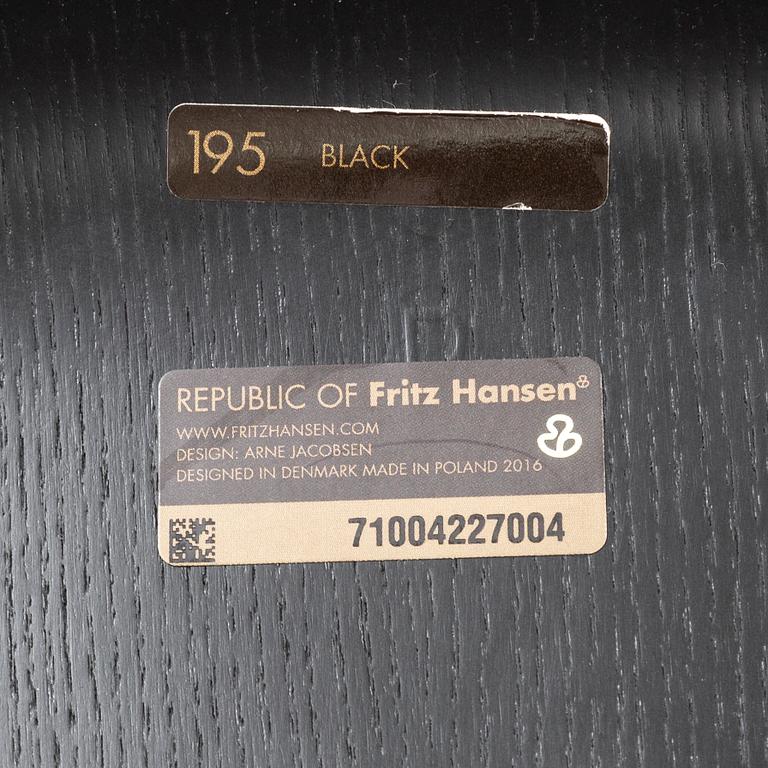 195 BLACK
REPUBLIC OF Fritz Hansen
WWW.FRITZHANSEN.COM
DESIGN: ARNE JACOBSEN
DESIGNED IN DENMARK MADE IN POLAND 2016
71004227004